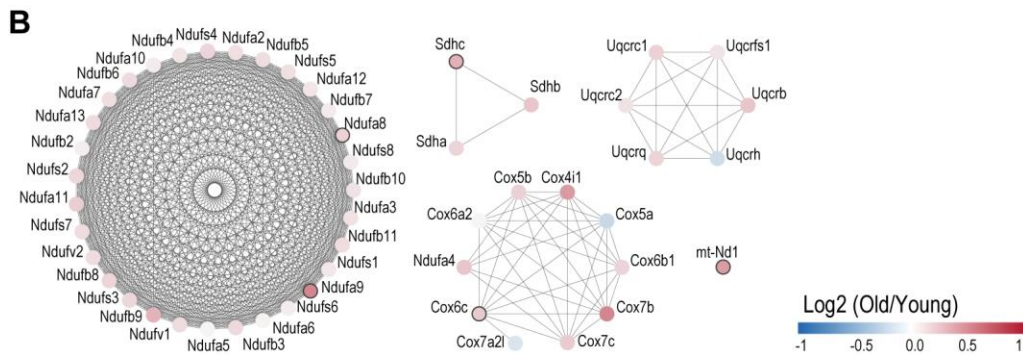 B
Ndufb4
Ndufs4
Ndufa2
Ndufb5
Ndufs5
Ndufa12
Ndufb7
Ndufa8
Ndufs8
Ndufb10
Ndufa3
Ndufb11
Ndufs1
Ndufa9
Ndufs6
Ndufa6
Ndufb3
Ndufa5
Ndufv1
Ndufb9
Ndufs3
Ndufb8
Ndufv2
Ndufs7
Ndufa11
Ndufs2
Ndufb2
Ndufa13
Ndufa7
Ndufb6
Ndufa10
Sdhc
Sdhb
Sdha
Uqcrc1
Uqcrfs1
Uqcrc2
Uqcrb
Uqcrq
Uqcrh
Cox5b
Cox4i1
Cox6a2
Cox5a
Ndufa4
Cox6b1
Cox6c
Cox7b
Cox7a2l
Cox7c
mt-Nd1
Log2 (Old/Young)
-1 -0.5 0.0 0.5 1